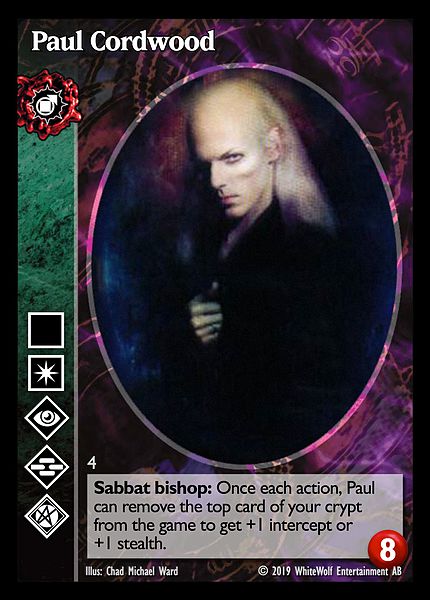 Paul Cordwood
4
Sabbat bishop: Once each action, Paul
can remove the top card of your crypt
from the game to get +1 intercept or
+1 stealth.
8
Illus: Chad Michael Ward © 2019 WhiteWolf Entertainment AB